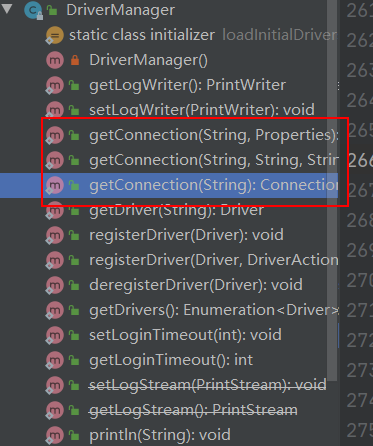 DriverManager
static class initializer loadInitialDriver
DriverManager()
getLogWriter(): PrintWriter
setLogWriter(PrintWriter): void
getConnection(String, Properties):
getConnection(String, String, Strin
getConnection(String): Connection
getDriver(String): Driver
registerDriver(Driver): void
registerDriver(Driver, DriverAction
deregisterDriver(Driver): void
getDrivers(): Enumeration<Driver>
setLoginTimeout(int): void
getLoginTimeout(): int
setLogStream(PrintStream): void
getLogStream(): PrintStream
println(String): void
261
262
263
264
265
266
267
268
269
270
271
272
273
274
275